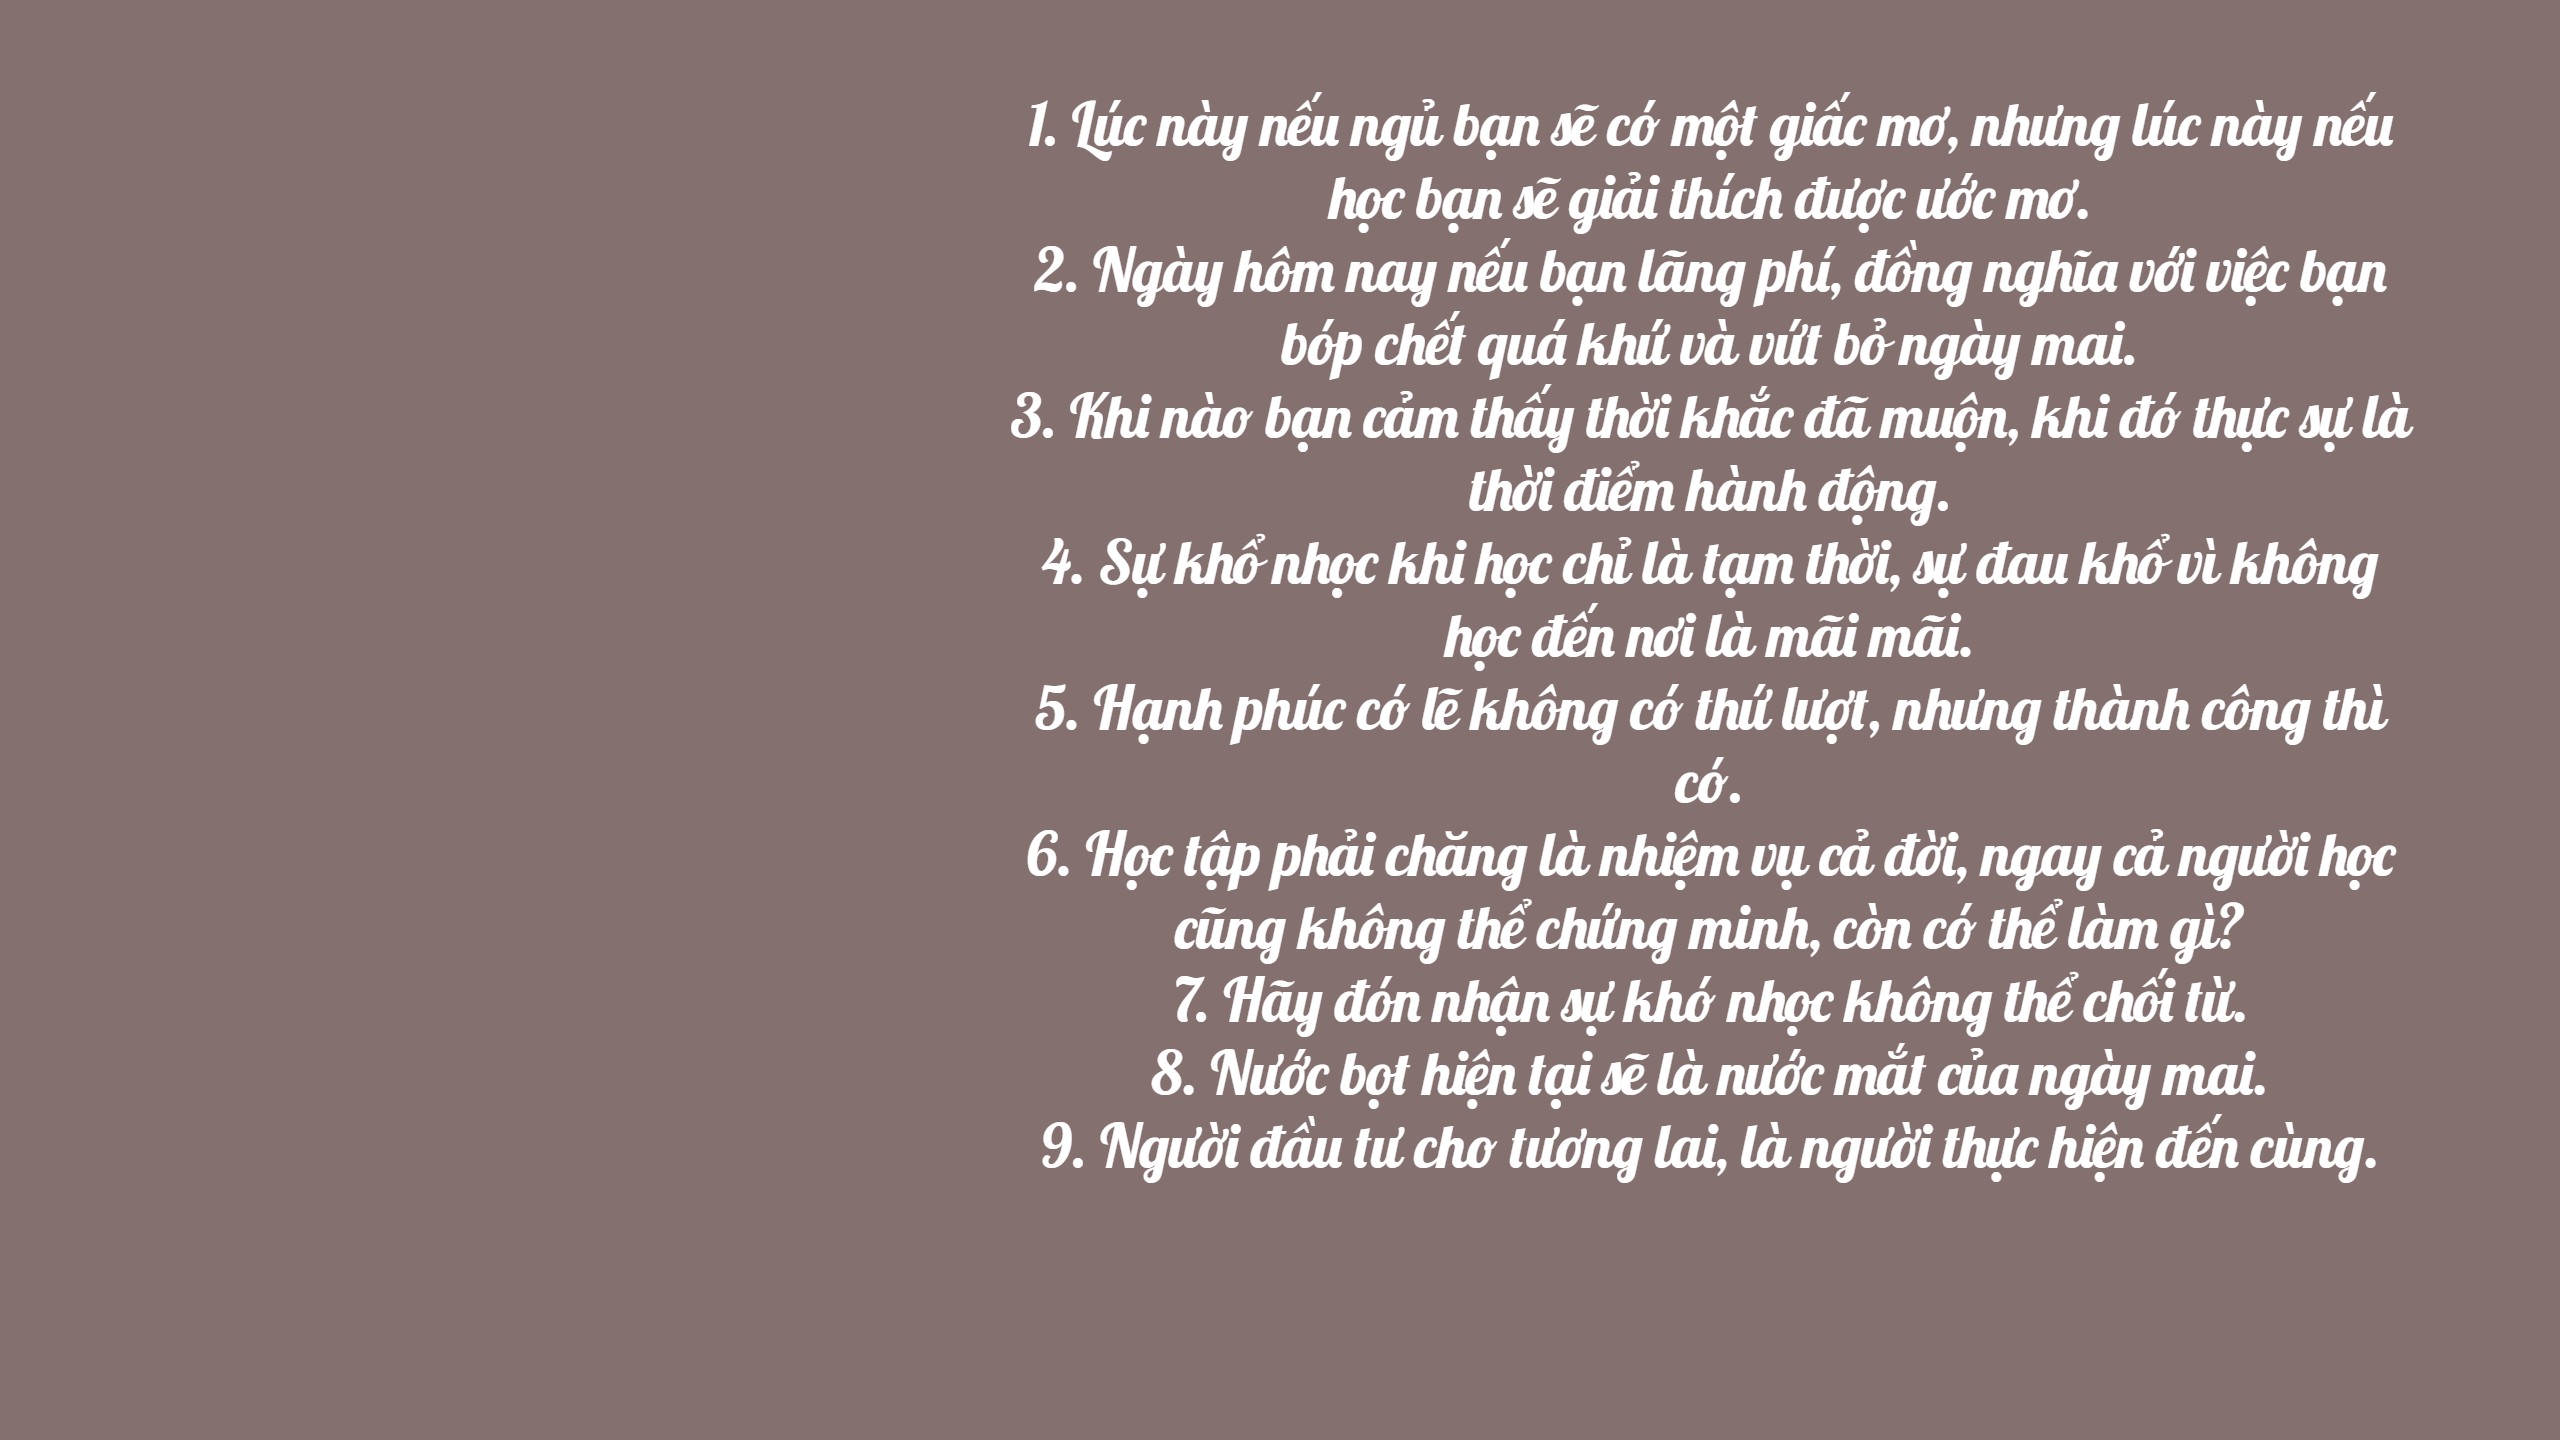 1. Lúc này nếu ngủ bạn sẽ có một giấc mơ, nhưng lúc này nếu
học bạn sẽ giải thích được ước mơ.
2. Ngày hôm nay nếu bạn lãng phí, đồng nghĩa với việc bạn
bóp chết quá khứ và vứt bỏ ngày mai.
3. Khi nào bạn cảm thấy thời khắc đã muộn, khi đó thực sự là
thời điểm hành động.
4. Sự khổ nhọc khi học chỉ là tạm thời, sự đau khổ vì không
học đến nơi là mãi mãi.
5. Hạnh phúc có lẽ không có thứ lượt, nhưng thành công thì
có.
6. Học tập phải chăng là nhiệm vụ cả đời, ngay cả người học
cũng không thể chứng minh, còn có thể làm gì?
7. Hãy đón nhận sự khó nhọc không thể chối từ.
8. Nước bọt hiện tại sẽ là nước mắt của ngày mai.
9. Người đầu tư cho tương lai, là người thực hiện đến cùng.